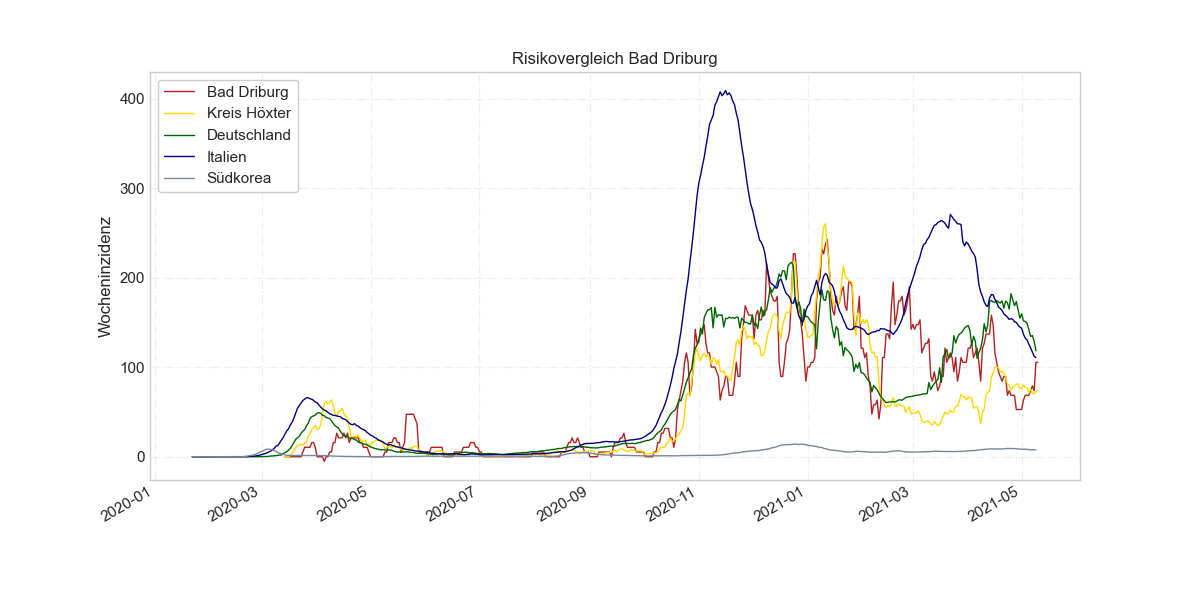 Risikovergleich Bad Driburg
Wocheninzidenz
400
300
200
100
0
Bad Driburg
Kreis Höxter
Deutschland
Italien
Südkorea
2020-01
2020-03
2020-05
2020-07
2020-09
2020-11
2021-01
2021-03
2021-05